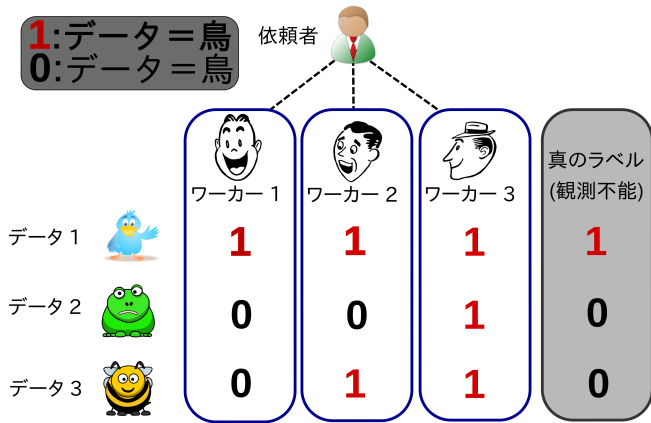 1:データ＝鳥
0:データ＝鳥
依頼者
ワーカー 1
ワーカー 2
ワーカー 3
真のラベル
(観測不能)
データ 1
1
1
1
1
データ 2
0
0
1
0
データ 3
0
1
1
0